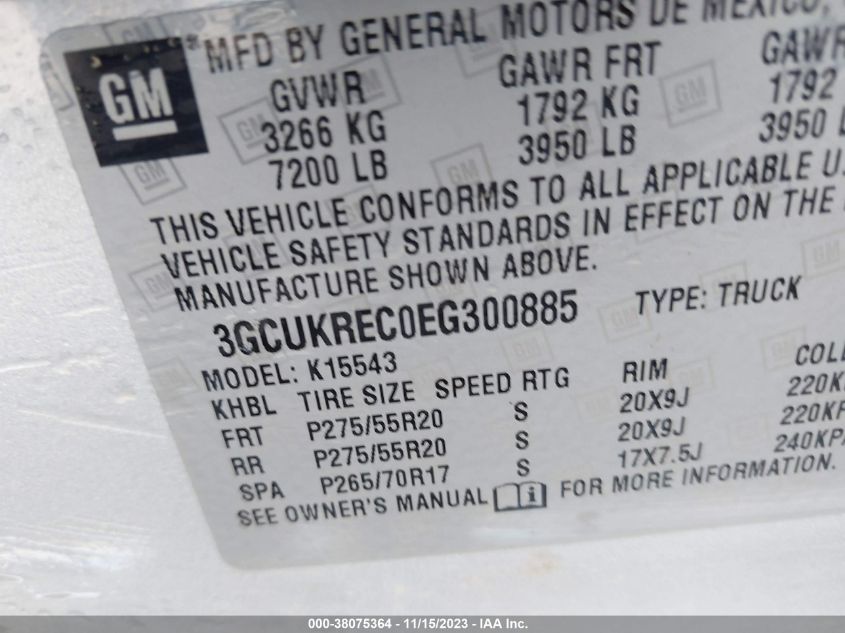 GM
MFD BY GENERAL MOTORS DE MEXICO,
GVWR GAWR FRT GAWR
3266 KG 1792 KG 1792
7200 LB 3950 LB 3950 L
THIS VEHICLE CONFORMS TO ALL APPLICABLE U.
VEHICLE SAFETY STANDARDS IN EFFECT ON THE
MANUFACTURE SHOWN ABOVE.
3GCUKREC0EG300885 TYPE: TRUCK
MODEL: K15543
KHBL TIRE SIZE SPEED RTG RIM COL
FRT P275/55R20 S 20X9J 220K
RR P275/55R20 S 20X9J 220KP
SPA P265/70R17 S 17X7.5J 240KPA
SEE OWNER'S MANUAL i FOR MORE INFORMATION.
000-38075364 - 11/15/2023 - IAA Inc.